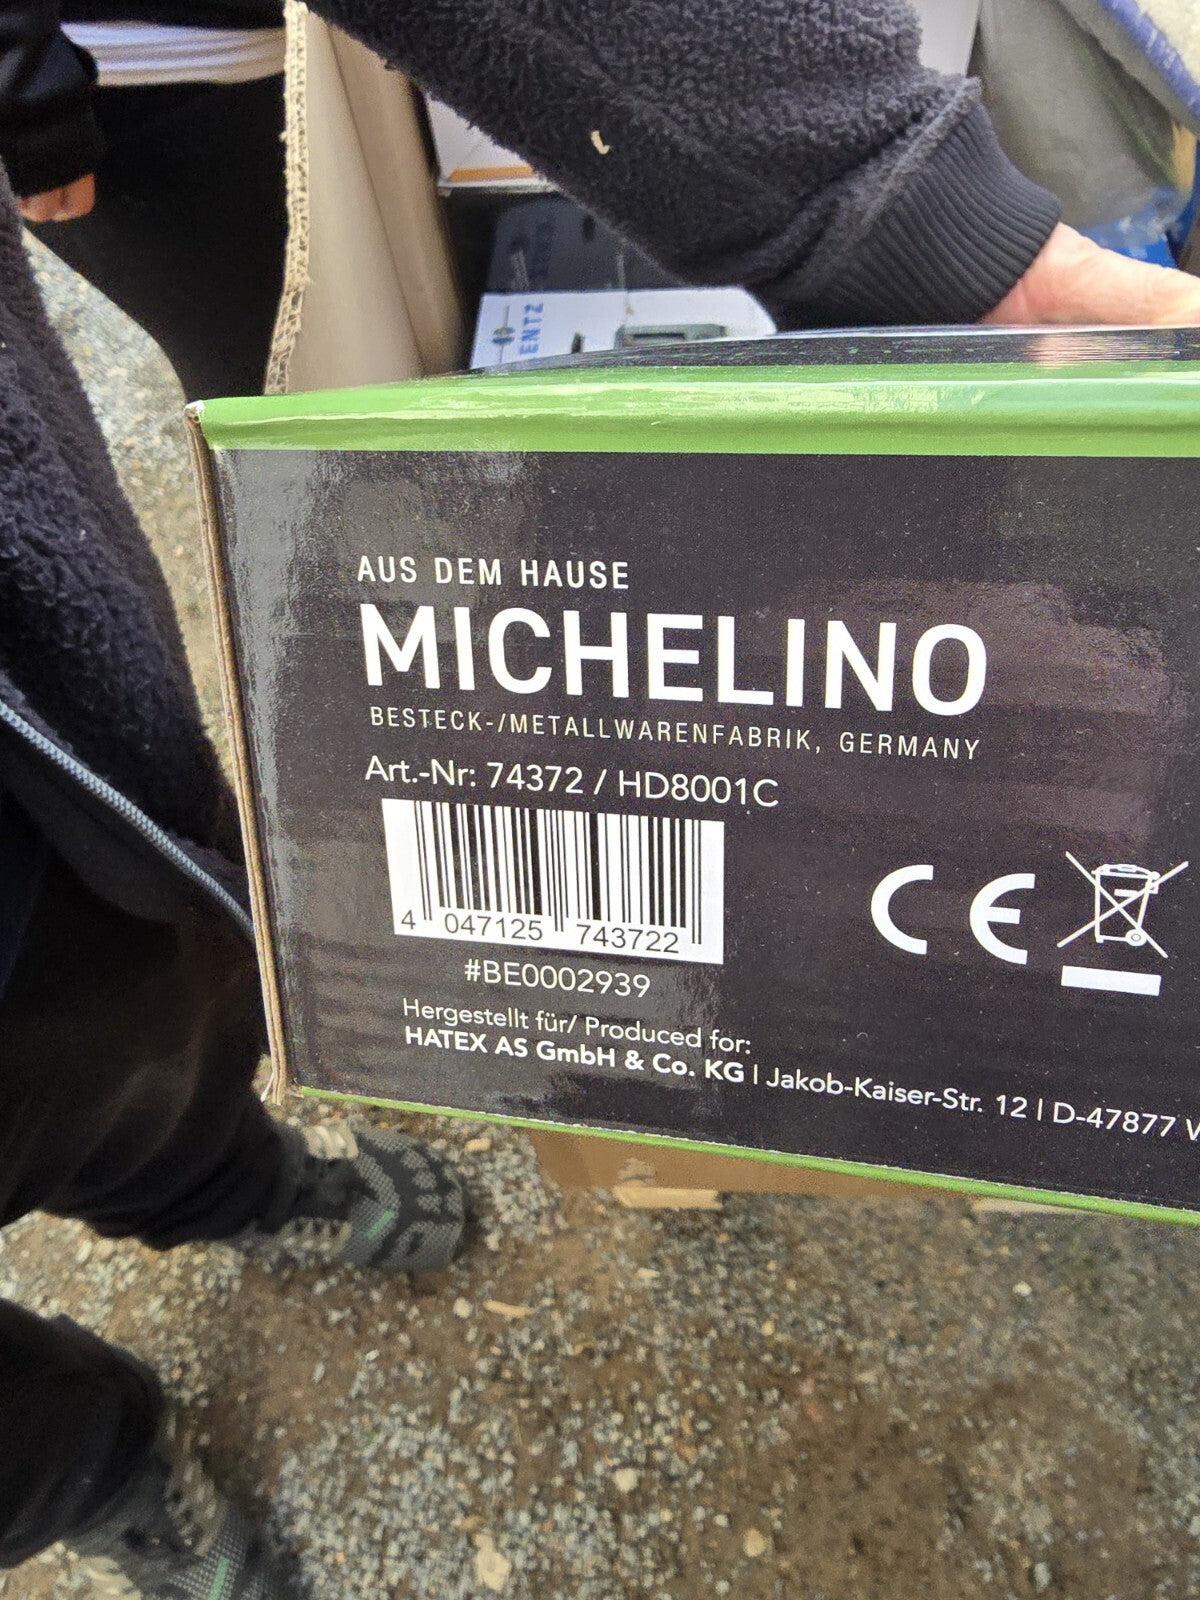 ENTZ
AUS DEM HAUSE
MICHELINO
BESTECK-/METALLWARENFABRIK, GERMANY
Art.-Nr: 74372 / HD8001C
4 047125 743722
#BE0002939
CE
Hergestellt für/ Produced for:
HATEX AS GmbH & Co. KG | Jakob-Kaiser-Str. 12 | D-47877